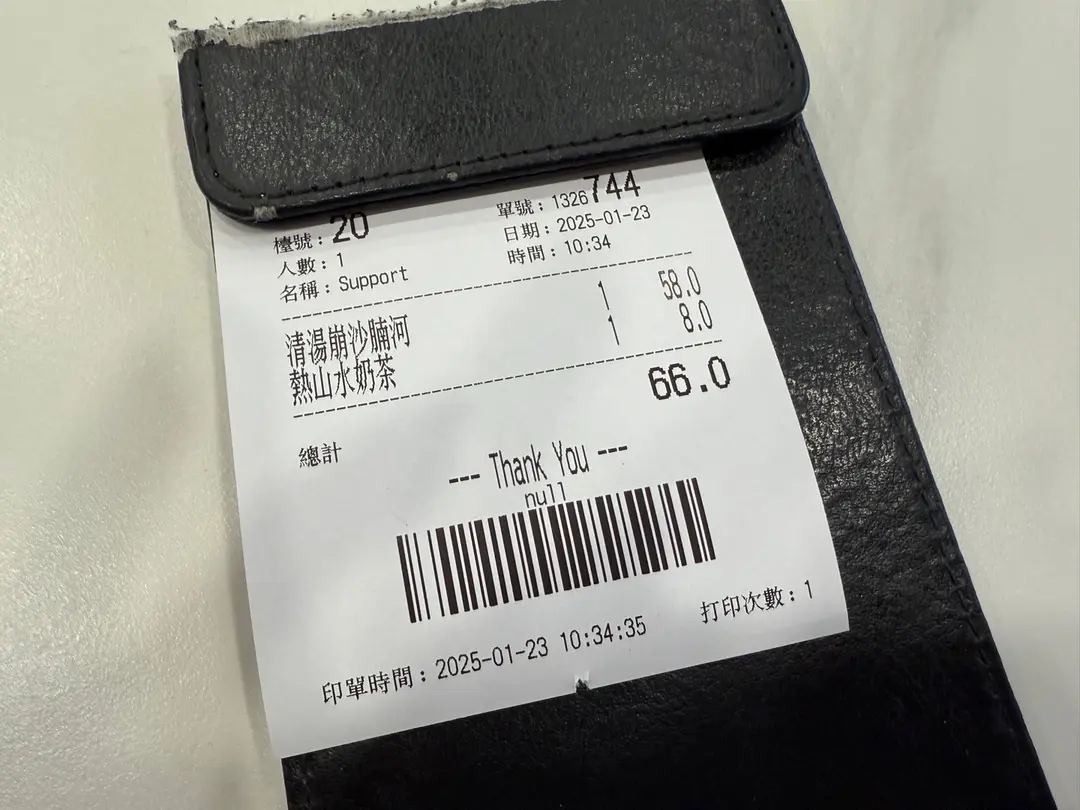 檯號：20
單號：1326744
人數：1
日期：2025-01-23
名稱：Support
時間：10:34
清湯崩沙腩河 1 58.0
熱山水奶茶 1 8.0
總計 66.0
--- Thank You ---
null
印單時間：2025-01-23 10:34:35
打印次數：1